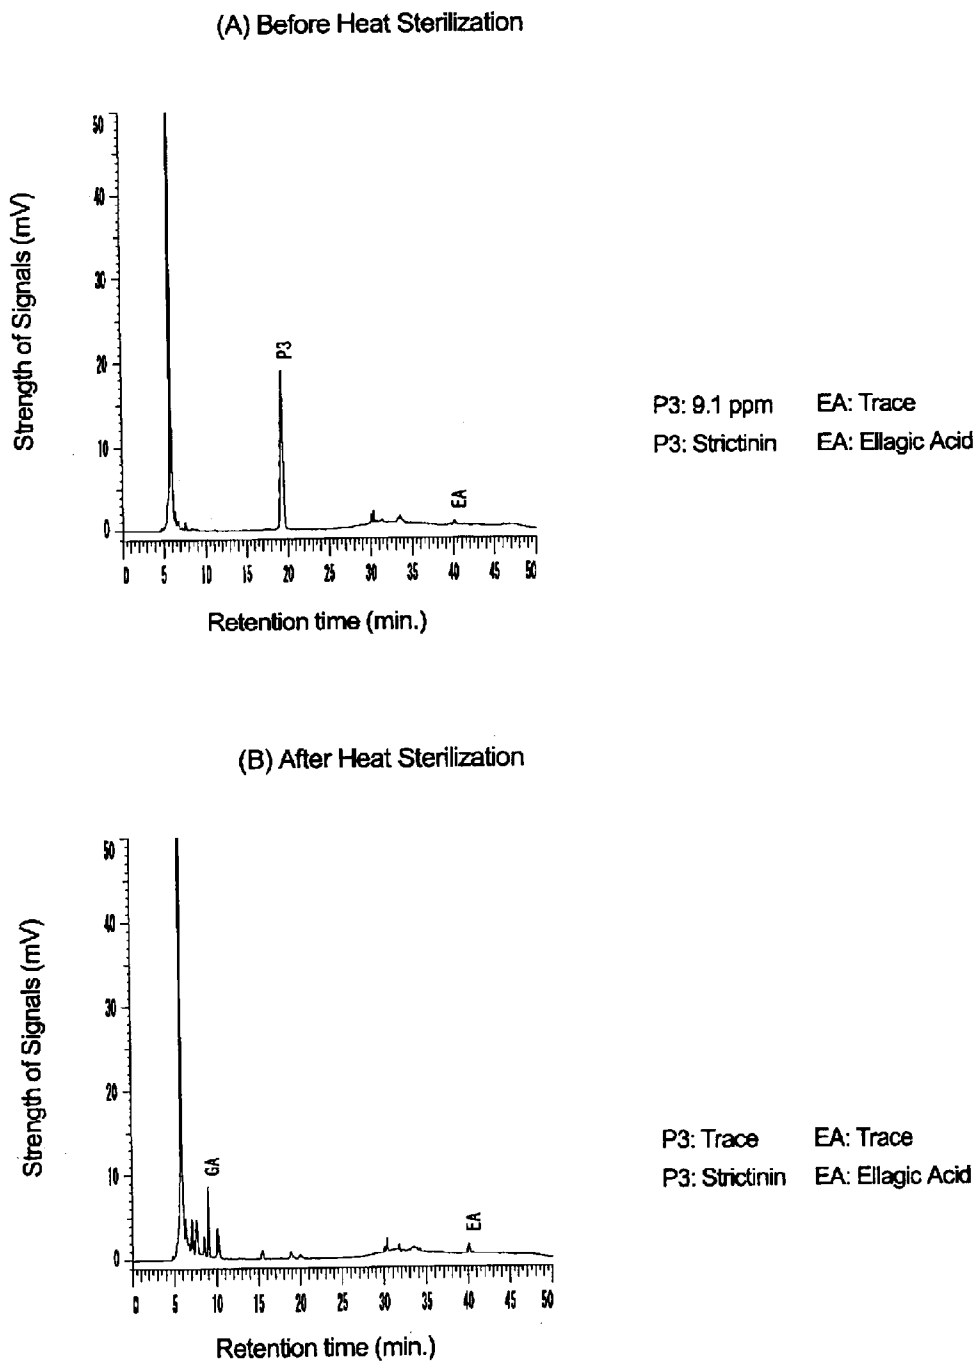 (A) Before Heat Sterilization
Strength of Signals (mV)
50
40
30
20
10
0
P3
EA
0 5 10 15 20 25 30 35 40 45 50
Retention time (min.)
P3: 9.1 ppm EA: Trace
P3: Strictinin EA: Ellagic Acid
(B) After Heat Sterilization
Strength of Signals (mV)
50
40
30
20
10
0
GA
EA
0 5 10 15 20 25 30 35 40 45 50
Retention time (min.)
P3: Trace EA: Trace
P3: Strictinin EA: Ellagic Acid